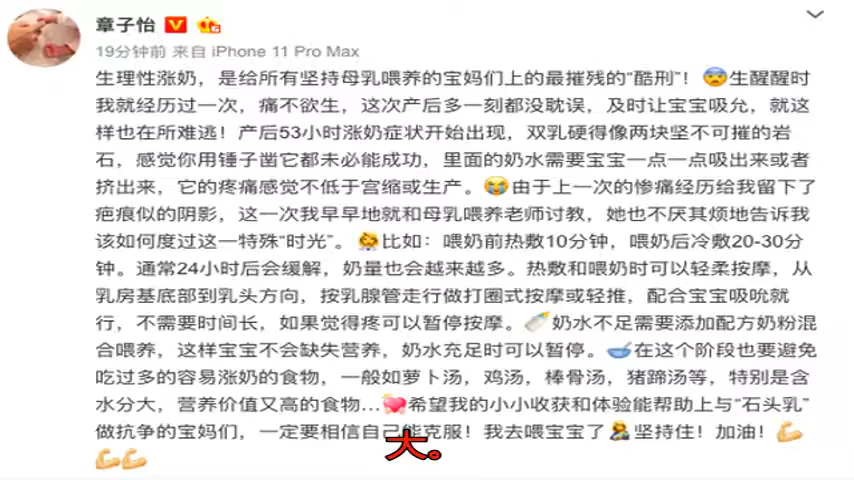 章子怡
19分钟前 来自 iPhone 11 Pro Max
生理性涨奶，是给所有坚持母乳喂养的宝妈们上的最摧残的“酷刑”！😨生醒醒时
我就经历过一次，痛不欲生，这次产后多一刻都没耽误，及时让宝宝吸允，就这
样也在所难逃！产后53小时涨奶症状开始出现，双乳硬得像两块坚不可摧的岩
石，感觉你用锤子凿它都未必能成功，里面的奶水需要宝宝一点一点吸出来或者
挤出来，它的疼痛感觉不低于宫缩或生产。😭由于上一次的惨痛经历给我留下了
疤痕似的阴影，这一次我早早地就和母乳喂养老师讨教，她也不厌其烦地告诉我
该如何度过这一特殊“时光”。👼比如：喂奶前热敷10分钟，喂奶后冷敷20-30分
钟。通常24小时后会缓解，奶量也会越来越多。热敷和喂奶时可以轻柔按摩，从
乳房基底部到乳头方向，按乳腺管走行做打圈式按摩或轻推，配合宝宝吸吮就
行，不需要时间长，如果觉得疼可以暂停按摩。🍼奶水不足需要添加配方奶粉混
合喂养，这样宝宝不会缺失营养，奶水充足时可以暂停。🥣在这个阶段也要避免
吃过多的容易涨奶的食物，一般如萝卜汤，鸡汤，棒骨汤，猪蹄汤等，特别是含
水分大，营养价值又高的食物...💘希望我的小小收获和体验能帮助上与“石头乳”
做抗争的宝妈们，一定要相信自己能克服！我去喂宝宝了🤱坚持住！加油！💪
💪💪
大。